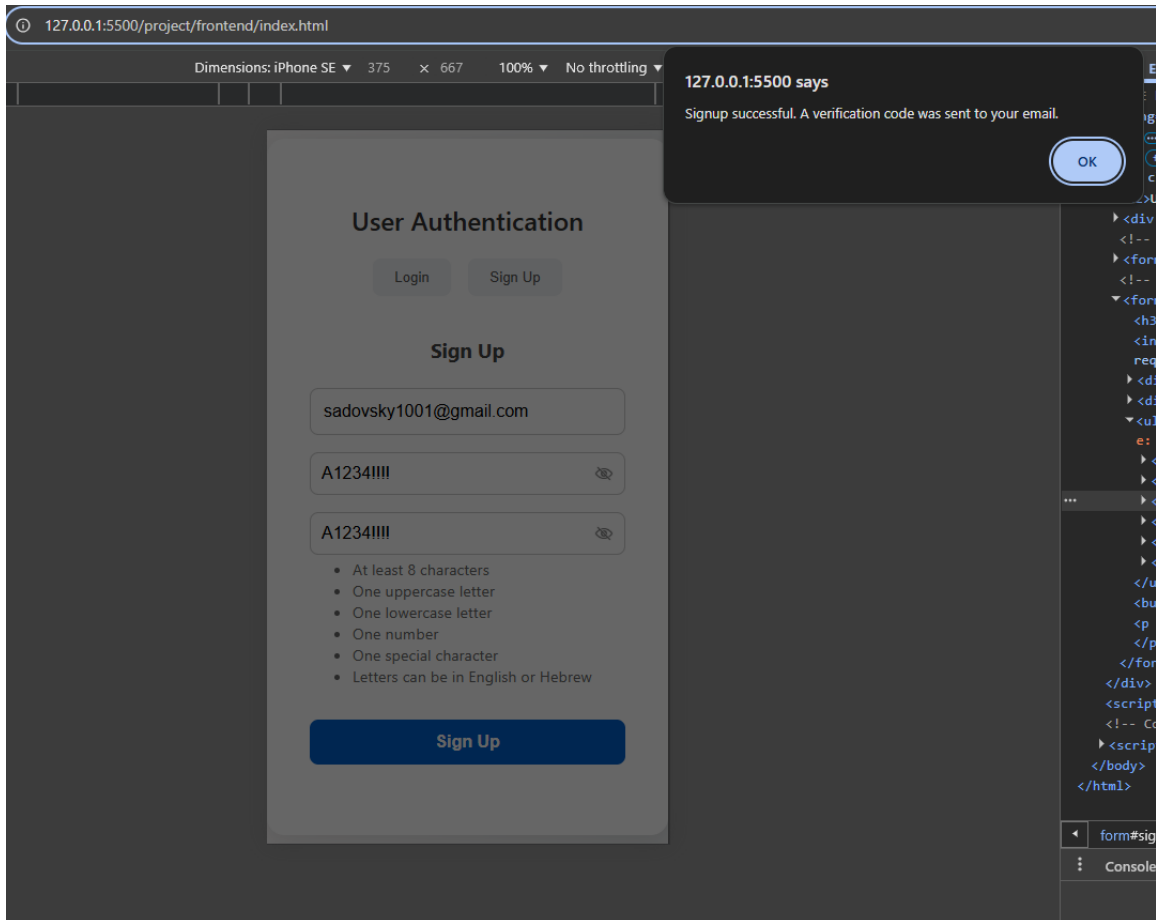 127.0.0.1:5500/project/frontend/index.html
Dimensions: iPhone SE ▼ 375 × 667 100% ▼ No throttling ▼
127.0.0.1:5500 says
Signup successful. A verification code was sent to your email.
OK
User Authentication
Login Sign Up
Sign Up
sadovsky1001@gmail.com
A1234!!!!
A1234!!!!
• At least 8 characters
• One uppercase letter
• One lowercase letter
• One number
• One special character
• Letters can be in English or Hebrew
Sign Up
<div
<!--
<!--
<h3
</p
</div>
<script
</body>
</html>
form#sig
Console